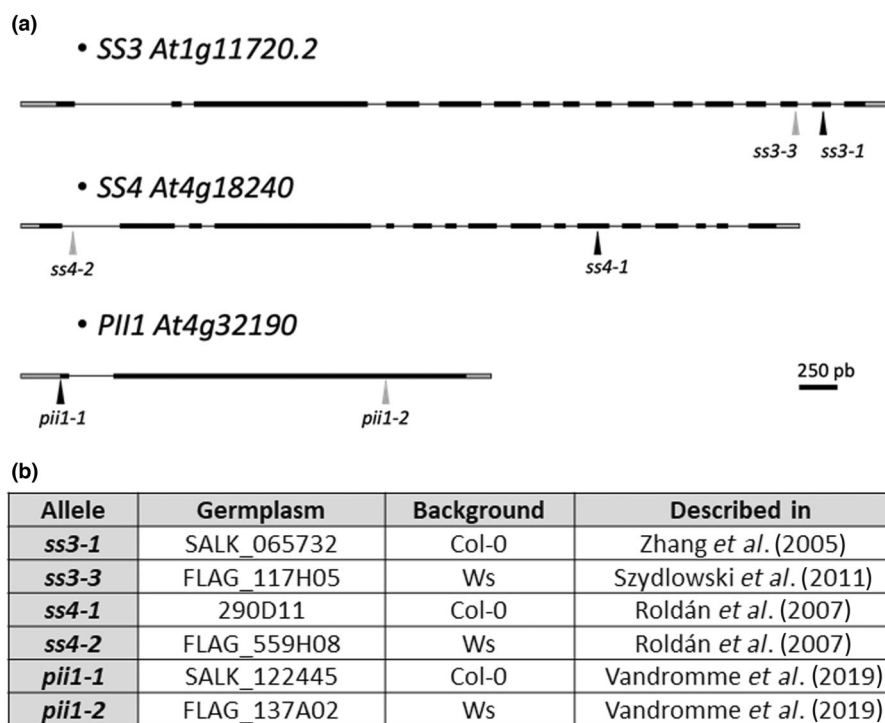 (a)
• SS3 At1g11720.2
ss3-3 ss3-1
• SS4 At4g18240
ss4-2 ss4-1
• PII1 At4g32190
250 pb
pii1-1 pii1-2
(b)
Allele Germplasm Background Described in
ss3-1 SALK_065732 Col-0 Zhang et al. (2005)
ss3-3 FLAG_117H05 Ws Szydlowski et al. (2011)
ss4-1 290D11 Col-0 Roldán et al. (2007)
ss4-2 FLAG_559H08 Ws Roldán et al. (2007)
pii1-1 SALK_122445 Col-0 Vandromme et al. (2019)
pii1-2 FLAG_137A02 Ws Vandromme et al. (2019)